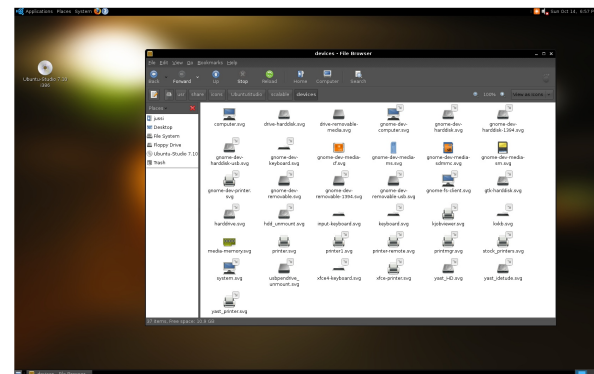 Applications Places System
Sun Oct 14, 9:57 P
Ubuntu-Studio 7.10
i386
devices - File Browser
File Edit View Go Bookmarks Help
Back Forward Up Stop Reload Home Computer Search
usr share icons UbuntuStudio scalable devices
100% View as Icons
Places
jussi
Desktop
File System
Floppy Drive
Ubuntu-Studio 7.10
Trash
computer.svg
drive-harddisk.svg
drive-removable-media.svg
gnome-dev-computer.svg
gnome-dev-harddisk.svg
gnome-dev-harddisk-1394.svg
gnome-dev-harddisk-usb.svg
gnome-dev-keyboard.svg
gnome-dev-media-cf.svg
gnome-dev-media-ms.svg
gnome-dev-media-sdmmc.svg
gnome-dev-media-sm.svg
gnome-dev-printer.svg
gnome-dev-removable.svg
gnome-dev-removable-1394.svg
gnome-dev-removable-usb.svg
gnome-fs-client.svg
gtk-harddisk.svg
harddrive.svg
hdd_unmount.svg
input-keyboard.svg
keyboard.svg
kjobviewer.svg
kxkb.svg
media-memory.svg
printer.svg
printer1.svg
printer-remote.svg
printmgr.svg
stock_printers.svg
system.svg
usbpendrive_unmount.svg
xfce4-keyboard.svg
xfce-printer.svg
yast_HD.svg
yast_idetude.svg
yast_printer.svg
37 items, Free space: 30.8 GB